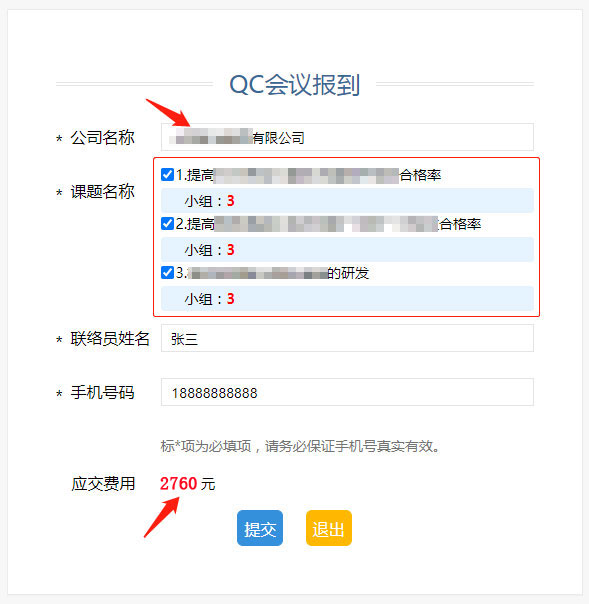 QC会议报到
* 公司名称 有限公司
* 课题名称 1.提高 合格率
小组：3
2.提高 合格率
小组：3
3. 的研发
小组：3
* 联络员姓名 张三
* 手机号码 18888888888
标*项为必填项，请务必保证手机号真实有效。
应交费用 2760 元
提交 退出